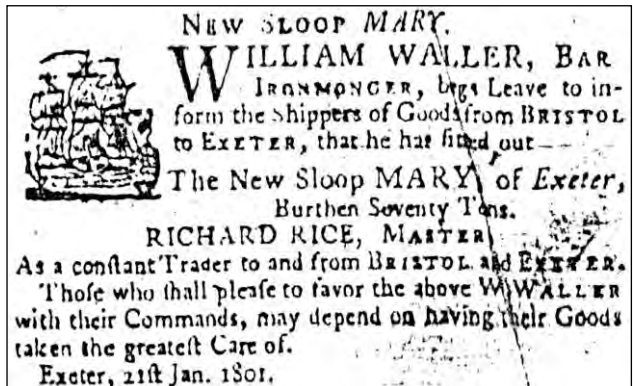 NEW SLOOP MARY.
WILLIAM WALLER, BAR
IRONMONGER, begs Leave to in-
form the Shippers of Goods from BRISTOL
to EXETER, that he has fitted out
The New Sloop MARY, of Exeter,
Burthen Seventy Tons.
RICHARD RICE, MASTER
As a conſtant Trader to and from BRISTOL and EXETER.
Thoſe who ſhall pleaſe to favor the above W WALLER
with their Commands, may depend on having their Goods
taken the greateſt Care of.
Exeter, 21ſt Jan. 1801.